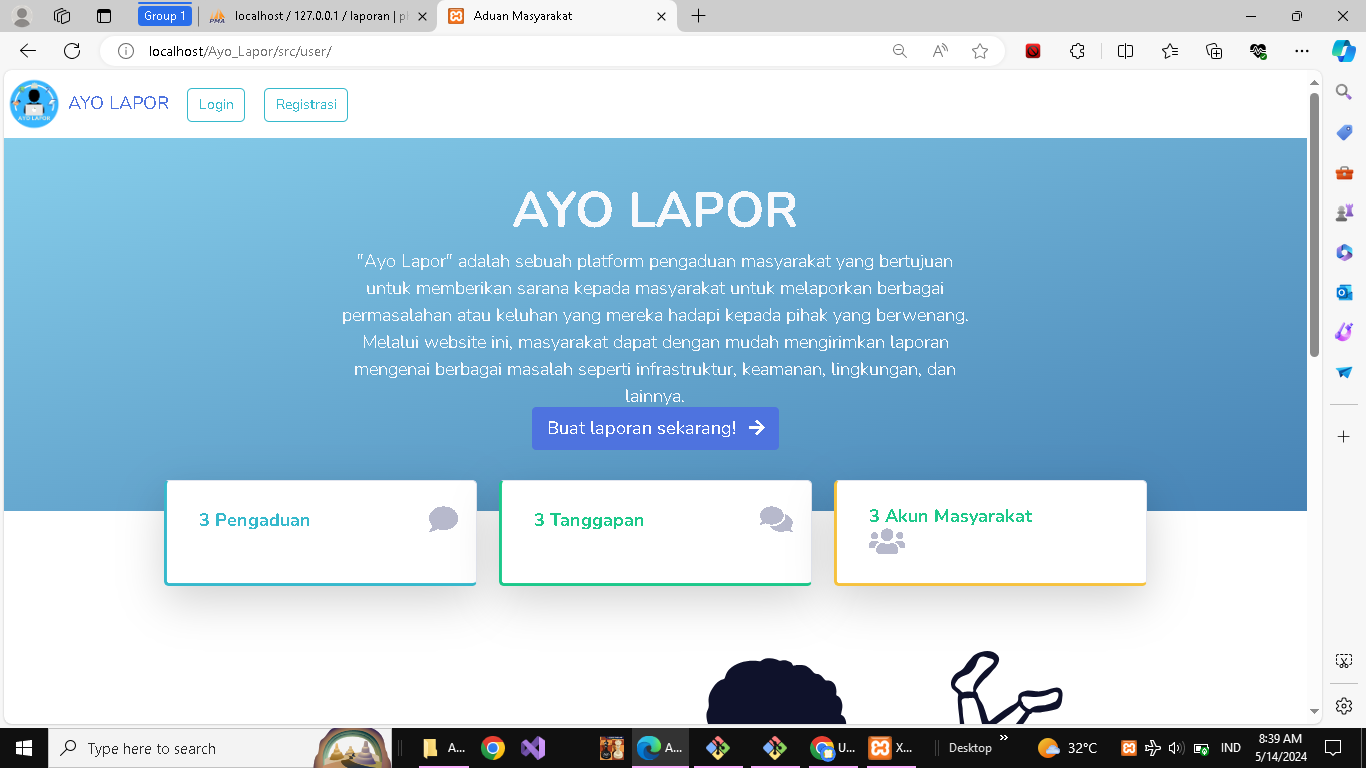 Group 1
localhost / 127.0.0.1 / laporan | ph
Aduan Masyarakat
localhost/Ayo_Lapor/src/user/
AYO LAPOR
AYO LAPOR
Login
Registrasi
AYO LAPOR
"Ayo Lapor" adalah sebuah platform pengaduan masyarakat yang bertujuan
untuk memberikan sarana kepada masyarakat untuk melaporkan berbagai
permasalahan atau keluhan yang mereka hadapi kepada pihak yang berwenang.
Melalui website ini, masyarakat dapat dengan mudah mengirimkan laporan
mengenai berbagai masalah seperti infrastruktur, keamanan, lingkungan, dan
lainnya.
Buat laporan sekarang!
3 Pengaduan
3 Tanggapan
3 Akun Masyarakat
Type here to search
A...
A...
U...
X...
Desktop
32°C
IND
8:39 AM
5/14/2024